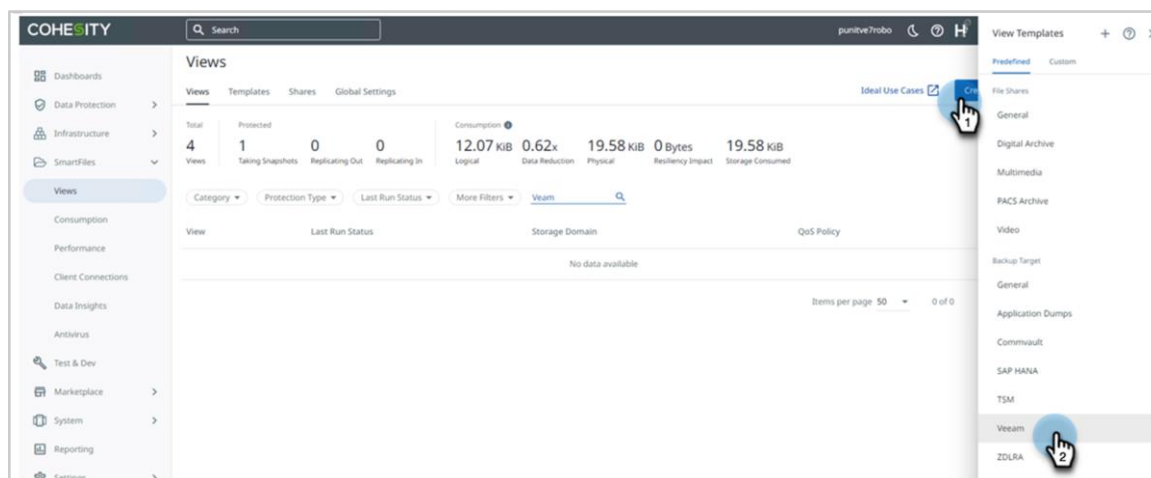 COHESITY
Search
punitve7robo
H
Dashboards
Data Protection
Infrastructure
SmartFiles
Views
Consumption
Performance
Client Connections
Data Insights
Antivirus
Test & Dev
Marketplace
System
Reporting
Settings
Views
Views Templates Shares Global Settings
Ideal Use Cases
Cre
1
Total Protected Consumption
4 1 0 0 12.07 KiB 0.62x 19.58 KiB 0 Bytes 19.58 KiB
Views Taking Snapshots Replicating Out Replicating In Logical Data Reduction Physical Resiliency Impact Storage Consumed
Category Protection Type Last Run Status More Filters Veam
View Last Run Status Storage Domain QoS Policy
No data available
Items per page 50 0 of 0
View Templates
Predefined Custom
File Shares
General
Digital Archive
Multimedia
PACS Archive
Video
Backup Target
General
Application Dumps
Commvault
SAP HANA
TSM
Veeam
2
ZDLRA